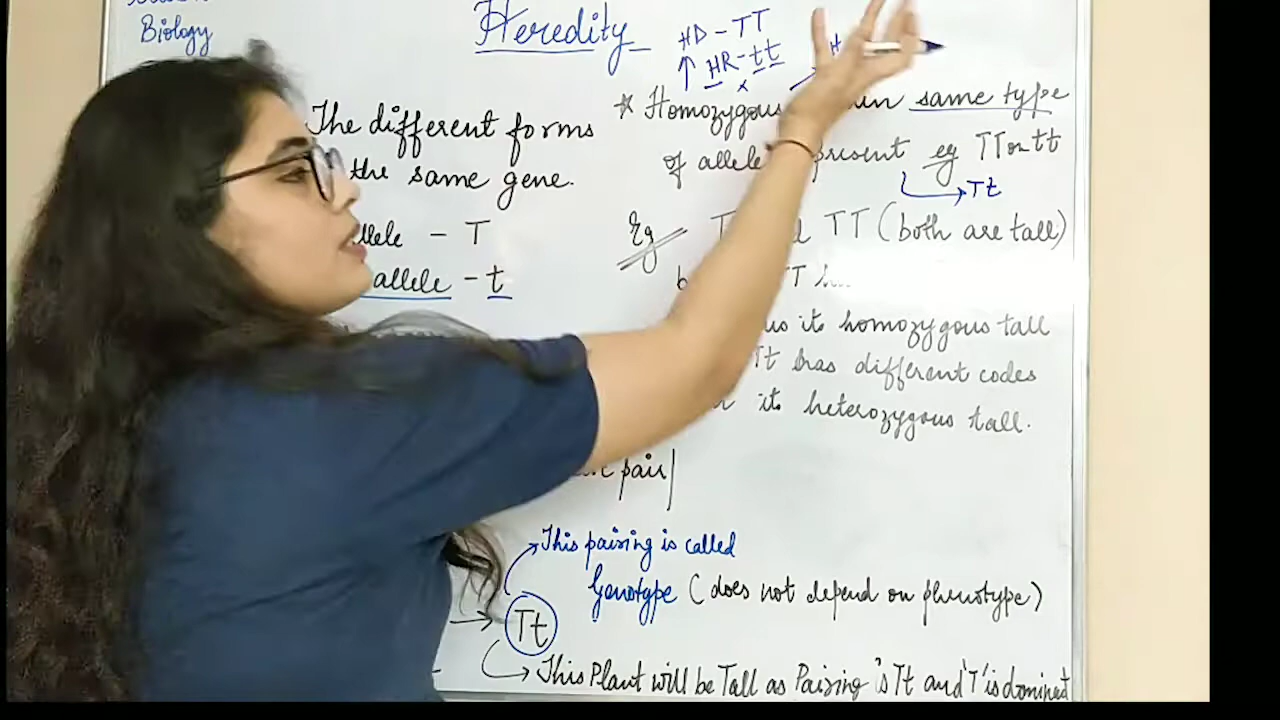 Biology
Heredity
HD - TT
HR - tt
H
The different forms
the same gene.
* Homozygous same type
of allele present eg TT or tt
Tt
allele - t
- T
Eg TT (both are tall)
its homozygous tall
Tt has different codes
its heterozygous tall.
pair
This pairing is called
Genotype (does not depend on phenotype)
Tt
This Plant will be Tall as Pairing is Tt and 'T' is dominant